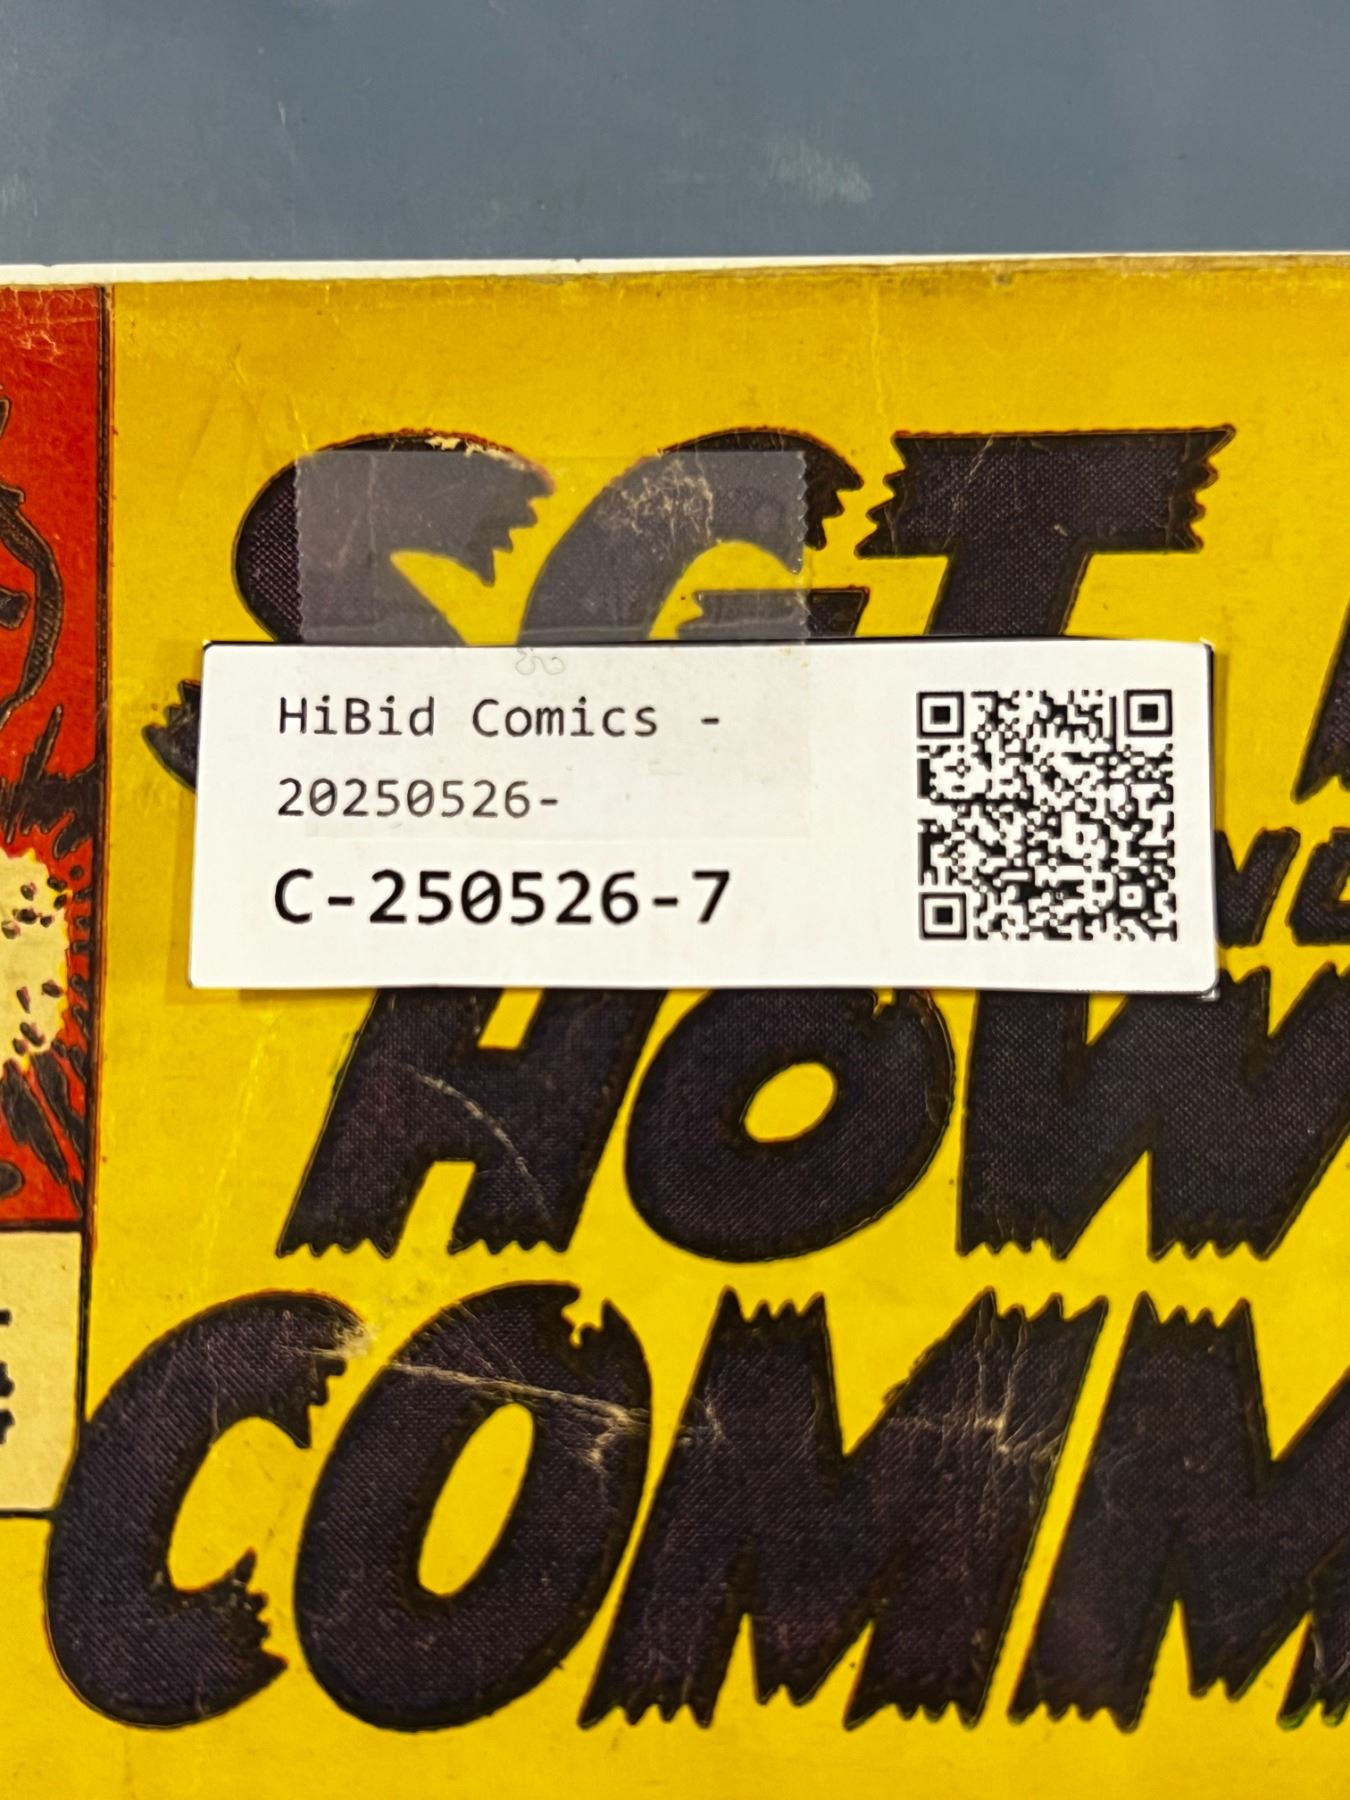 SGT
HiBid Comics -
20250526-
C-250526-7
HOW
COMM